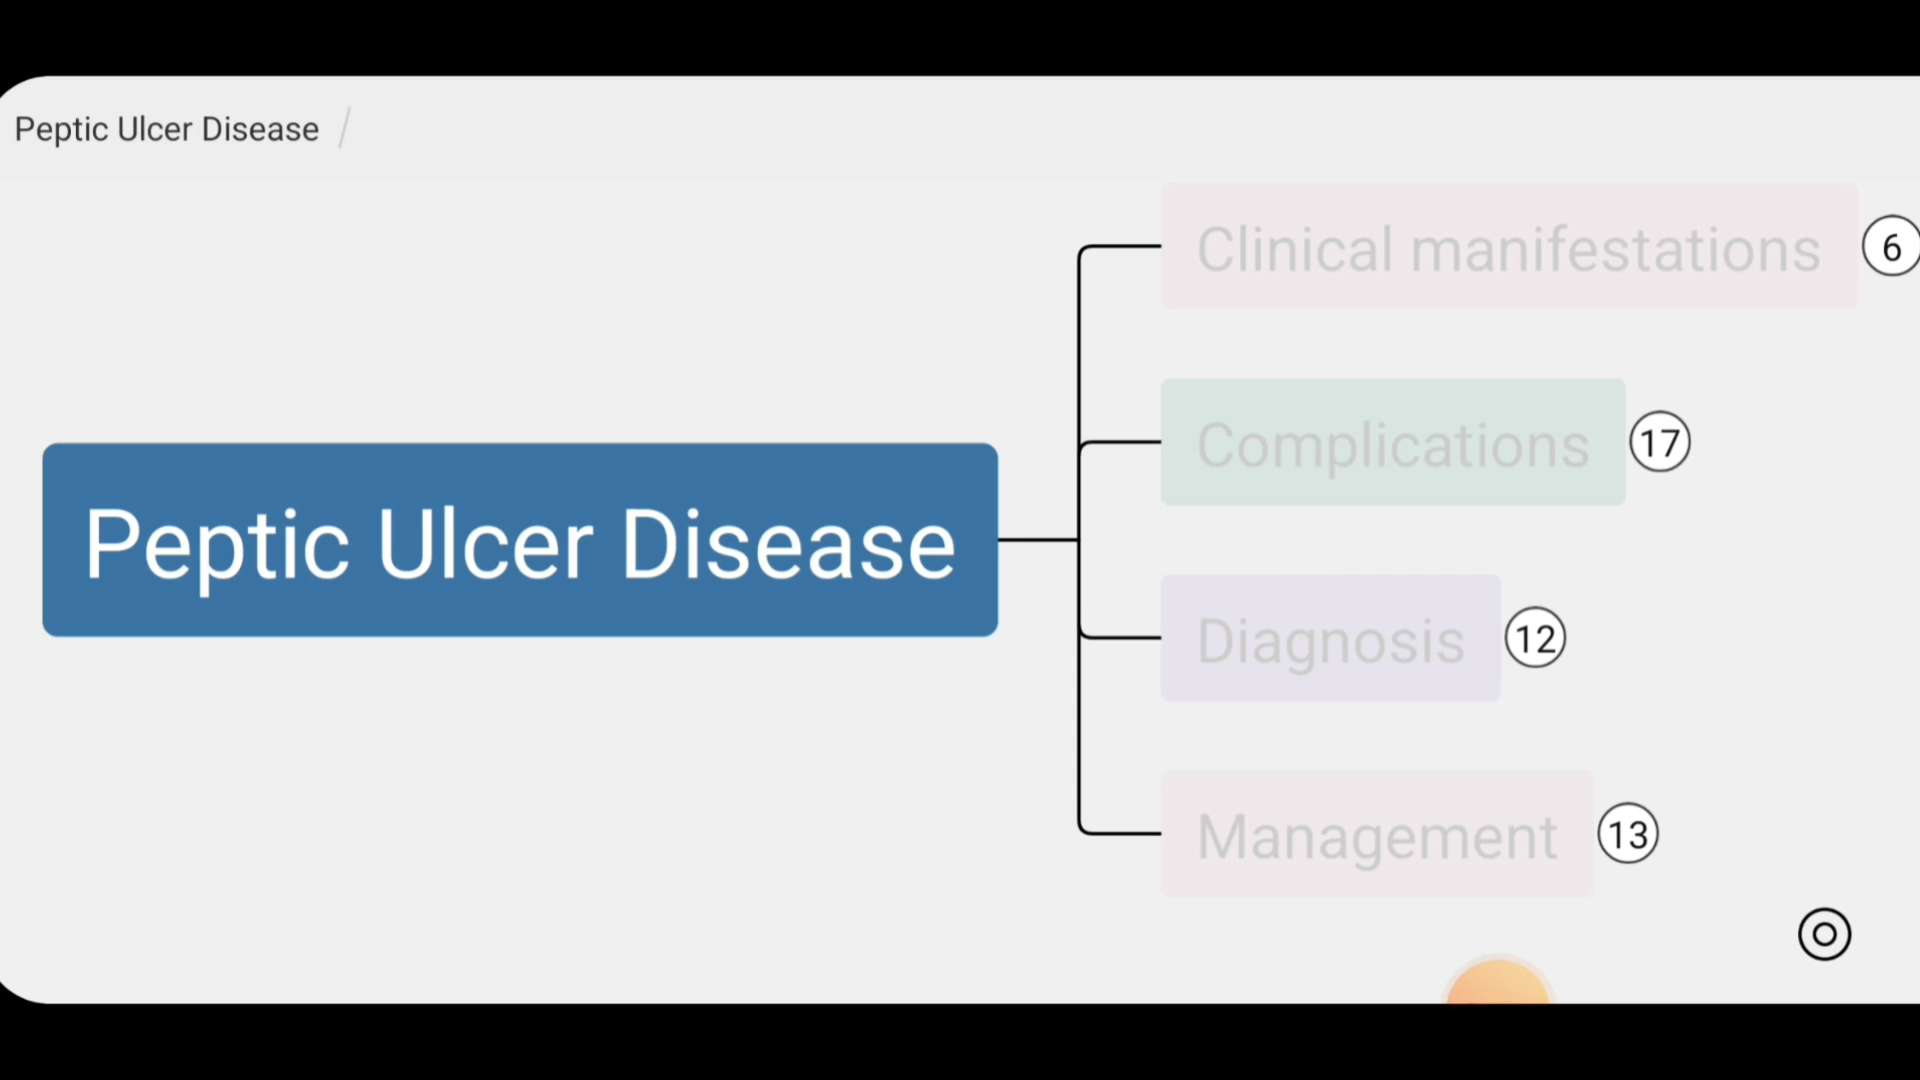 Peptic Ulcer Disease /
Clinical manifestations 6
Complications 17
Peptic Ulcer Disease
Diagnosis 12
Management 13